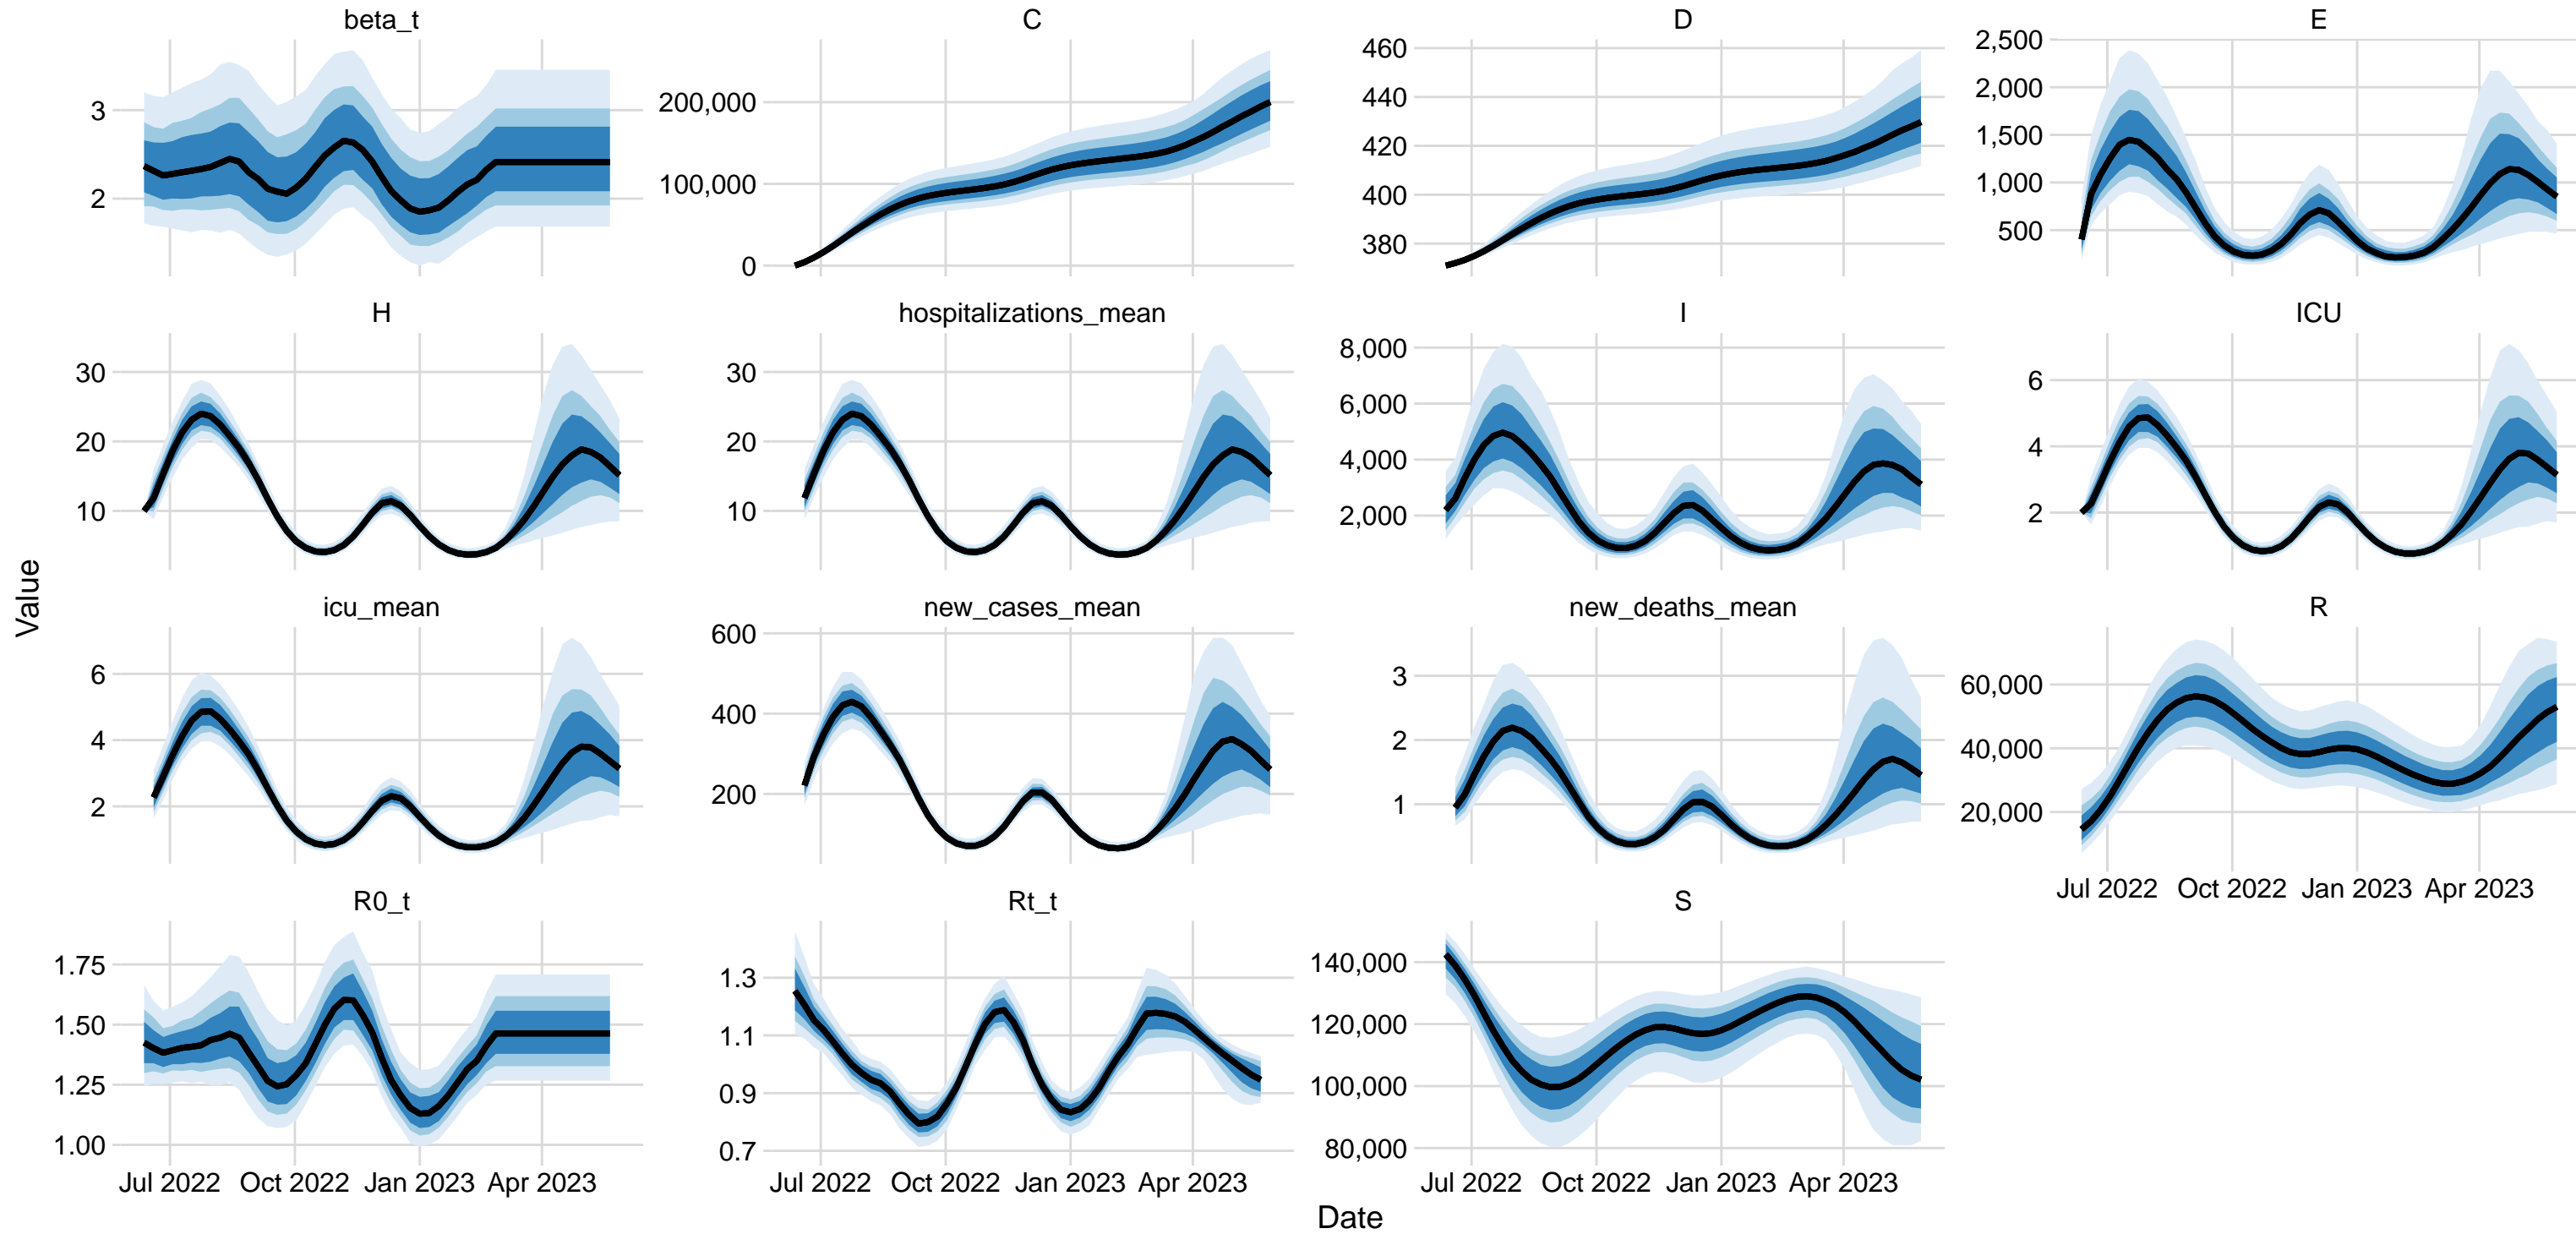 beta_t
C
D
E
3
2
200,000
100,000
0
460
440
420
400
380
2,500
2,000
1,500
1,000
500
H
hospitalizations_mean
I
ICU
30
20
10
30
20
10
8,000
6,000
4,000
2,000
6
4
2
Value
icu_mean
new_cases_mean
new_deaths_mean
R
6
4
2
600
400
200
3
2
1
60,000
40,000
20,000
Jul 2022 Oct 2022 Jan 2023 Apr 2023
R0_t
Rt_t
S
1.75
1.50
1.25
1.00
1.3
1.1
0.9
0.7
140,000
120,000
100,000
80,000
Jul 2022 Oct 2022 Jan 2023 Apr 2023
Jul 2022 Oct 2022 Jan 2023 Apr 2023
Jul 2022 Oct 2022 Jan 2023 Apr 2023
Date